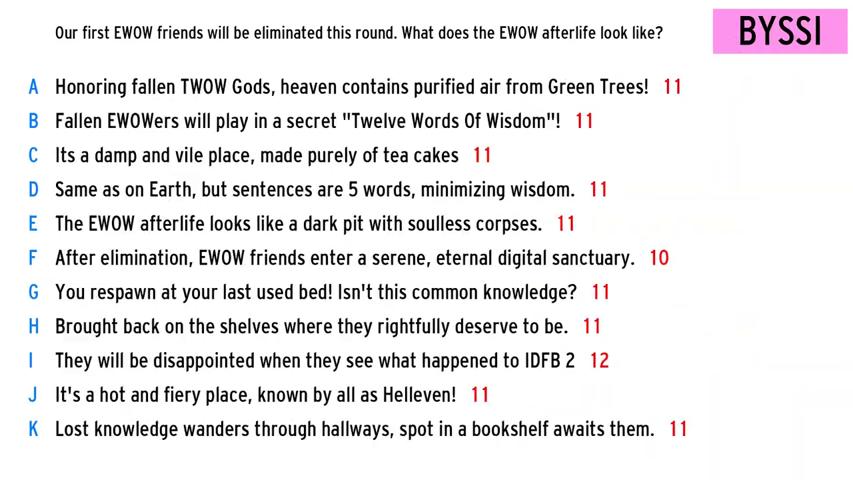 Our first EWOW friends will be eliminated this round. What does the EWOW afterlife look like?
BYSSI
A Honoring fallen TWOW Gods, heaven contains purified air from Green Trees! 11
B Fallen EWOWers will play in a secret "Twelve Words Of Wisdom"! 11
C Its a damp and vile place, made purely of tea cakes 11
D Same as on Earth, but sentences are 5 words, minimizing wisdom. 11
E The EWOW afterlife looks like a dark pit with soulless corpses. 11
F After elimination, EWOW friends enter a serene, eternal digital sanctuary. 10
G You respawn at your last used bed! Isn't this common knowledge? 11
H Brought back on the shelves where they rightfully deserve to be. 11
I They will be disappointed when they see what happened to IDFB 2 12
J It's a hot and fiery place, known by all as Helleven! 11
K Lost knowledge wanders through hallways, spot in a bookshelf awaits them. 11